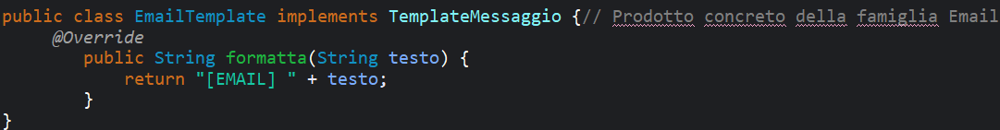 public class EmailTemplate implements TemplateMessaggio {// Prodotto concreto della famiglia Email
@Override
public String formatta(String testo) {
return "[EMAIL] " + testo;
}
}